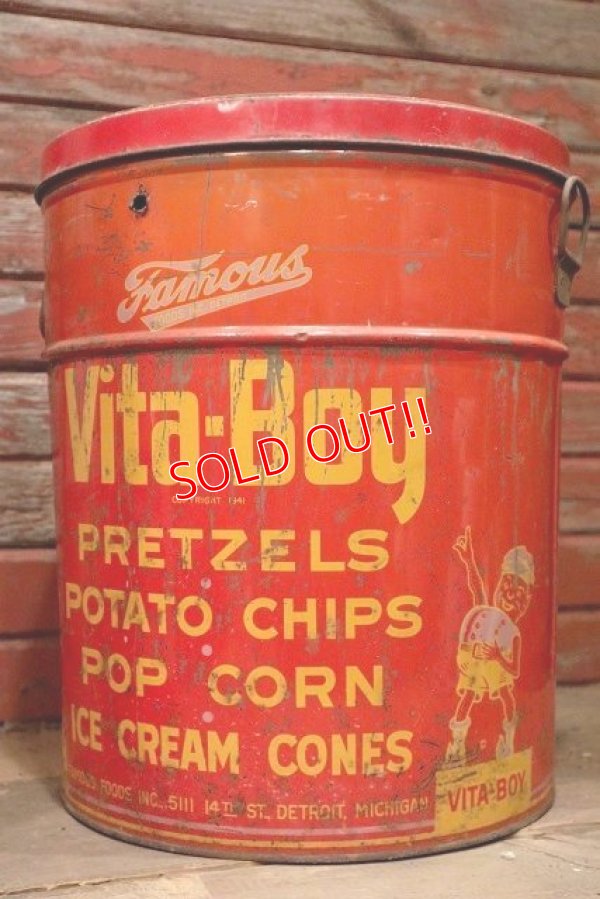 Famous
FOODS INC. DETROIT
Vita-Boy
SOLD OUT!!
COPYRIGHT 1941
PRETZELS
POTATO CHIPS
POP CORN
ICE CREAM CONES
FOODS INC., 5111 14TH ST., DETROIT, MICHIGAN
VITA-BOY